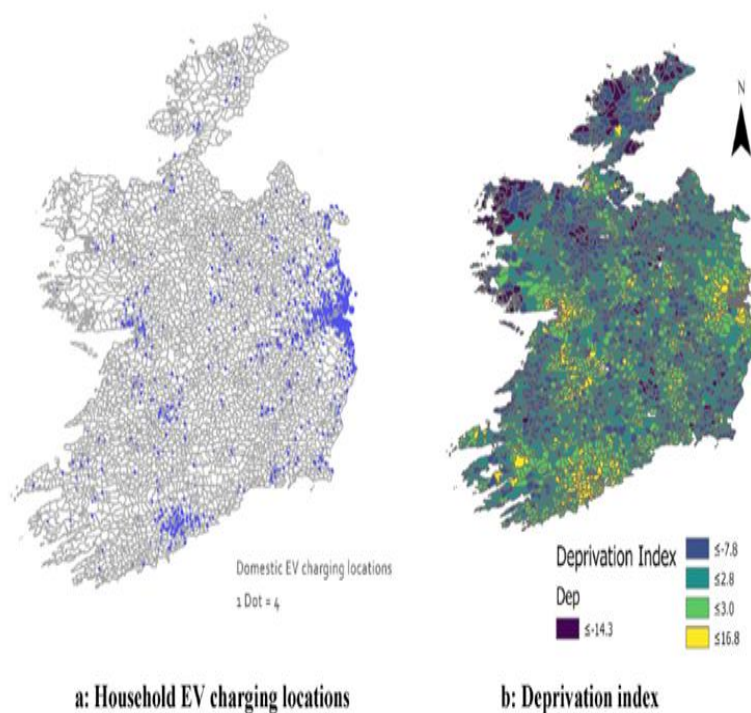 N
Domestic EV charging locations
1 Dot = 4
Deprivation Index
Dep
≤-14.3
≤-7.8
≤2.8
≤3.0
≤16.8
a: Household EV charging locations
b: Deprivation index